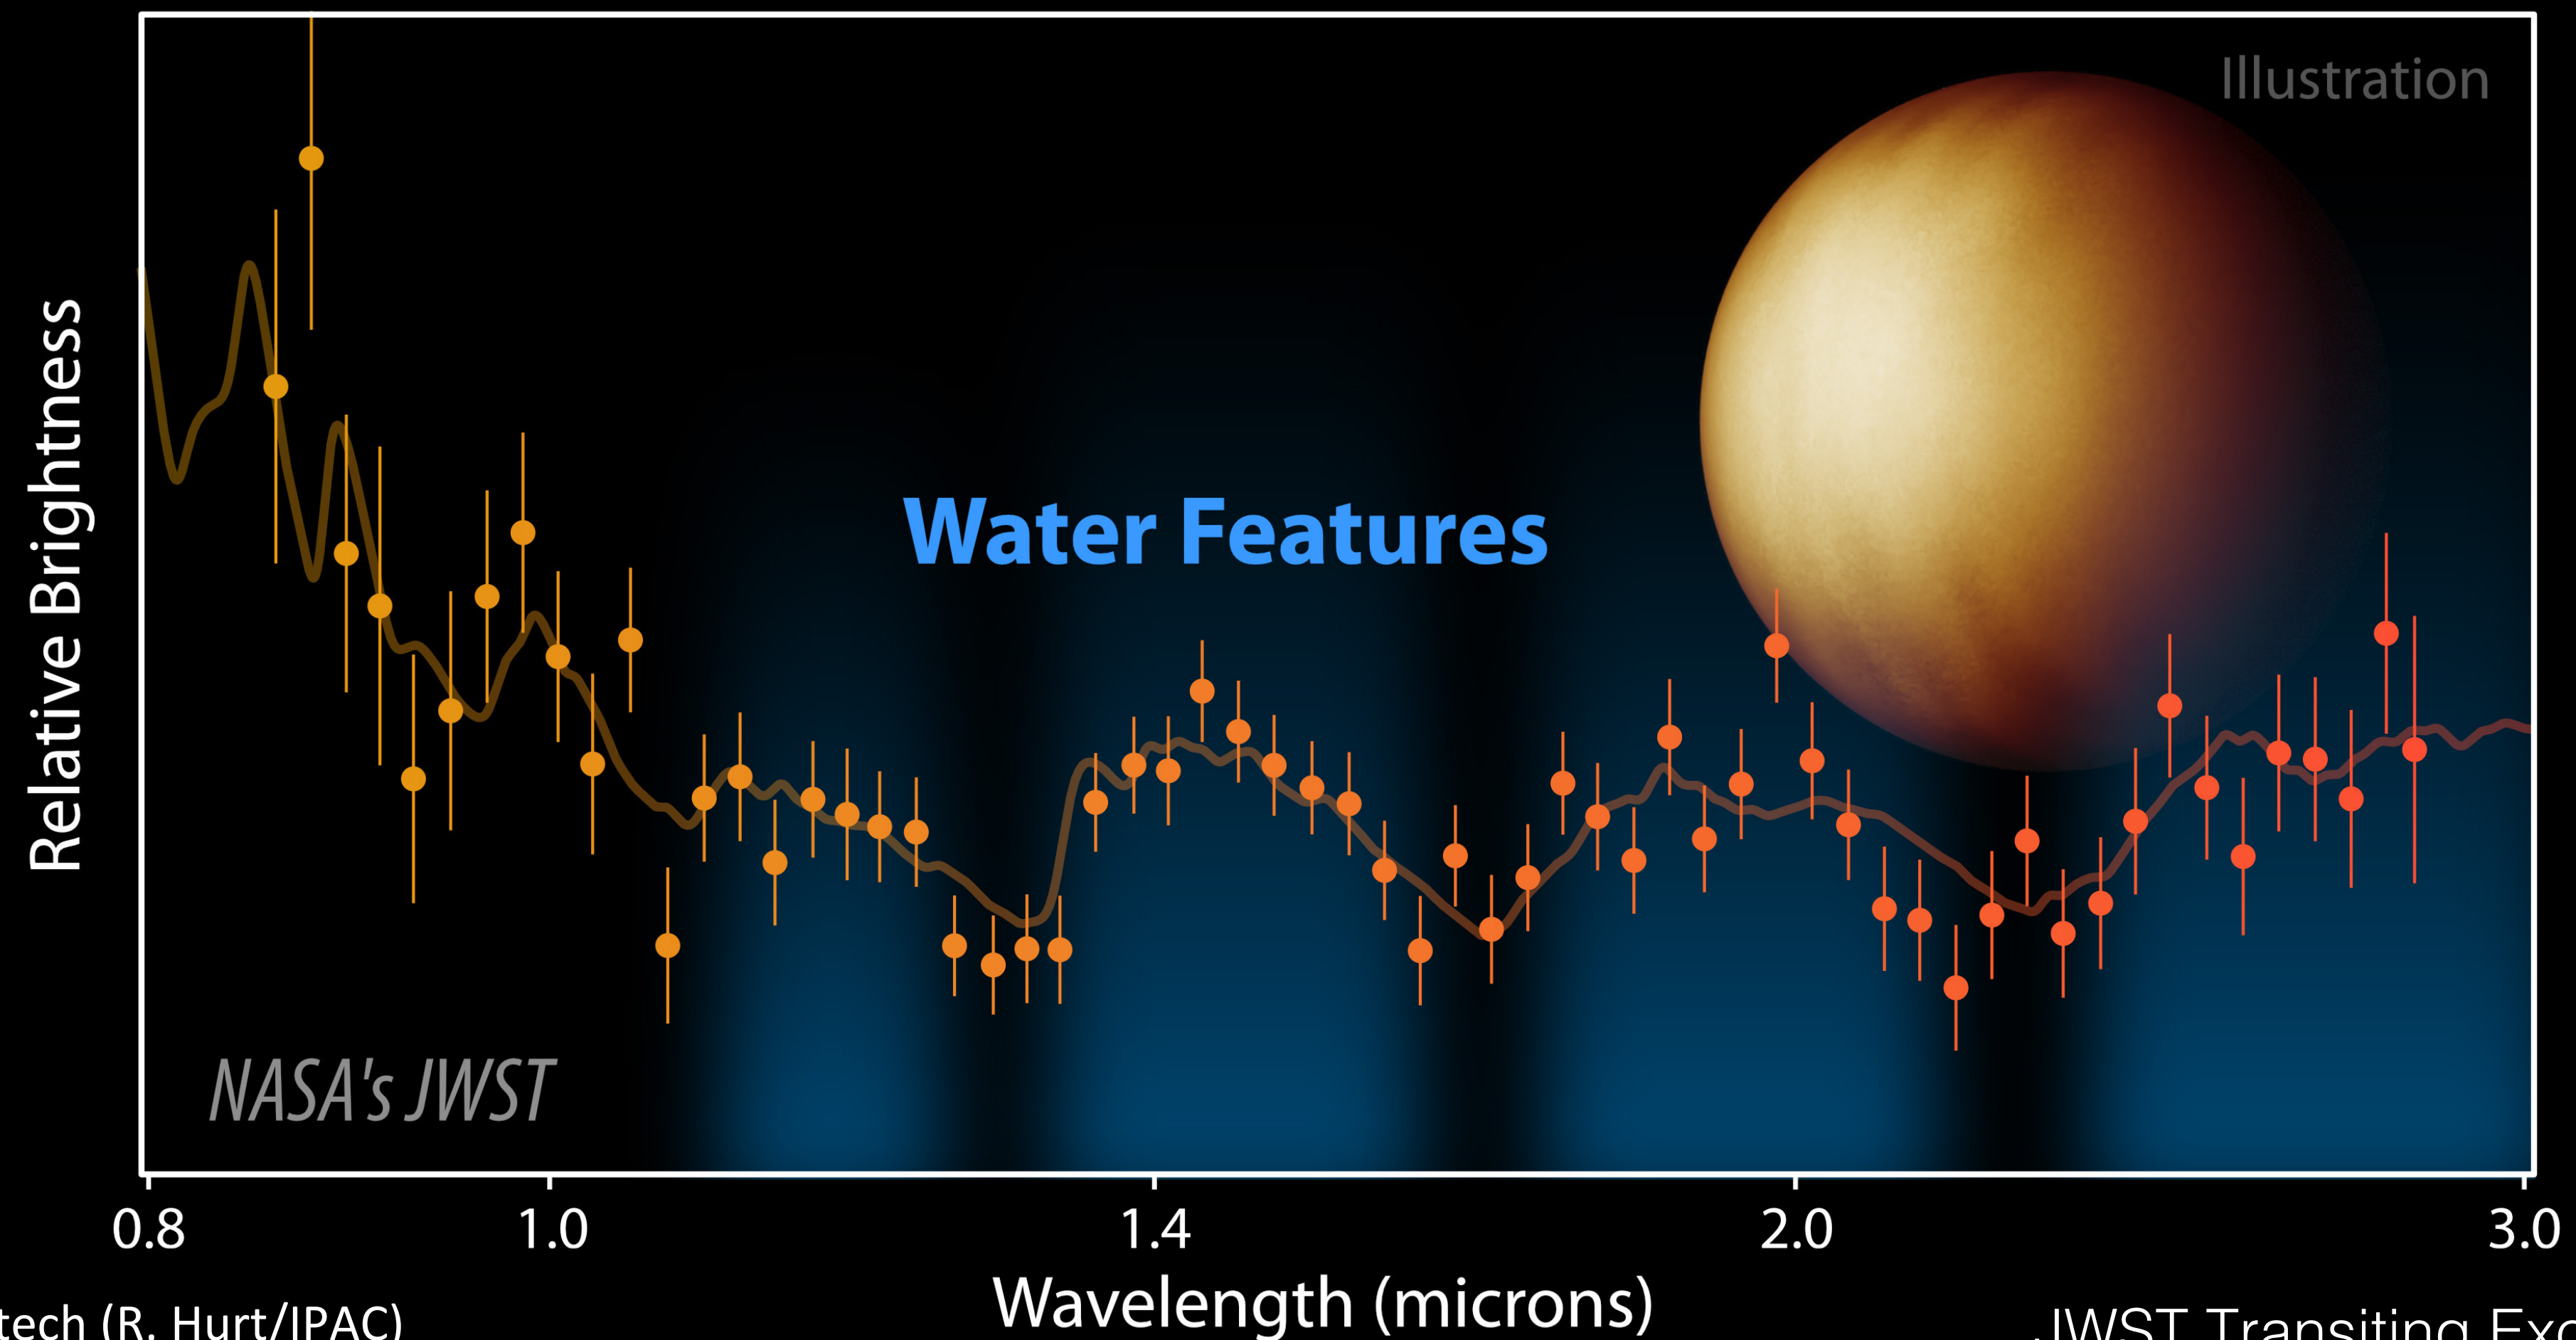 Illustration
Relative Brightness
Water Features
NASA's JWST
0.8 1.0 1.4 2.0 3.0
Wavelength (microns)
tech (R. Hurt/IPAC)
JWST Transiting